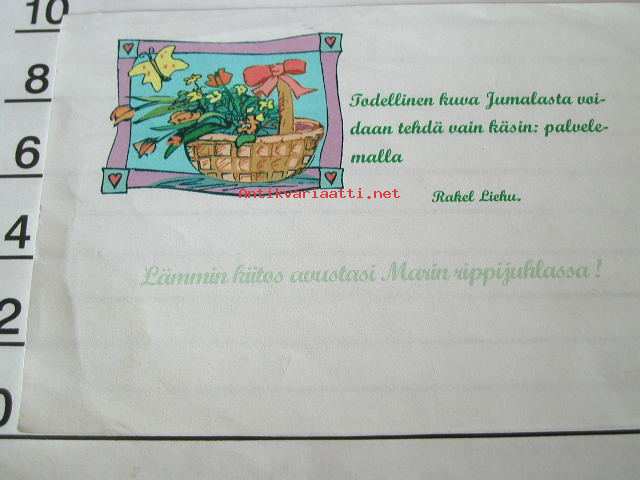 10
8
6
4
2
0
Todellinen kuva Jumalasta voi-
daan tehdä vain käsin: palvele-
malla
Rakel Liehu.
Antikvariaatti.net
Lämmin kiitos avustasi Marin rippijuhlassa !